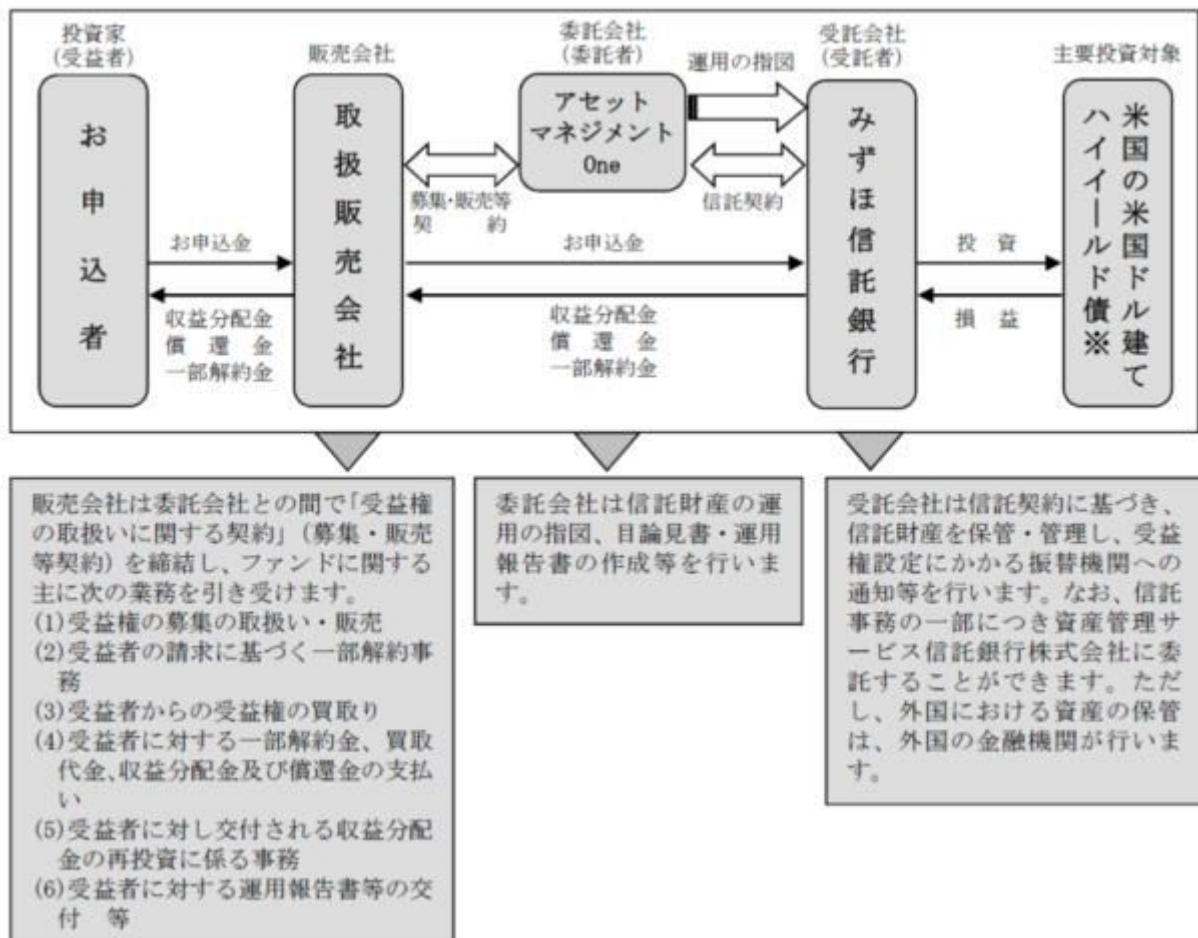 投資家
(受益者)
お申込者
販売会社
取扱販売会社
委託会社
(委託者)
アセット
マネジメント
One
運用の指図
受託会社
(受託者)
みずほ信託銀行
主要投資対象
米国の米国ドル建て
ハイイールド債※
募集・販売等
契約
信託契約
お申込金
収益分配金
償還金
一部解約金
お申込金
収益分配金
償還金
一部解約金
投資
損益
販売会社は委託会社との間で「受益権
の取扱いに関する契約」(募集・販売
等契約)を締結し、ファンドに関する
主に次の業務を引き受けます。
(1)受益権の募集の取扱い・販売
(2)受益者の請求に基づく一部解約事
務
(3)受益者からの受益権の買取り
(4)受益者に対する一部解約金、買取
代金、収益分配金及び償還金の支払
い
(5)受益者に対し交付される収益分配
金の再投資に係る事務
(6)受益者に対する運用報告書等の交
付 等
委託会社は信託財産の運
用の指図、目論見書・運用
報告書の作成等を行いま
す。
受託会社は信託契約に基づき、
信託財産を保管・管理し、受益
権設定にかかる振替機関への
通知等を行います。なお、信託
事務の一部につき資産管理サ
ービス信託銀行株式会社に委
託することができます。ただ
し、外国における資産の保管
は、外国の金融機関が行いま
す。